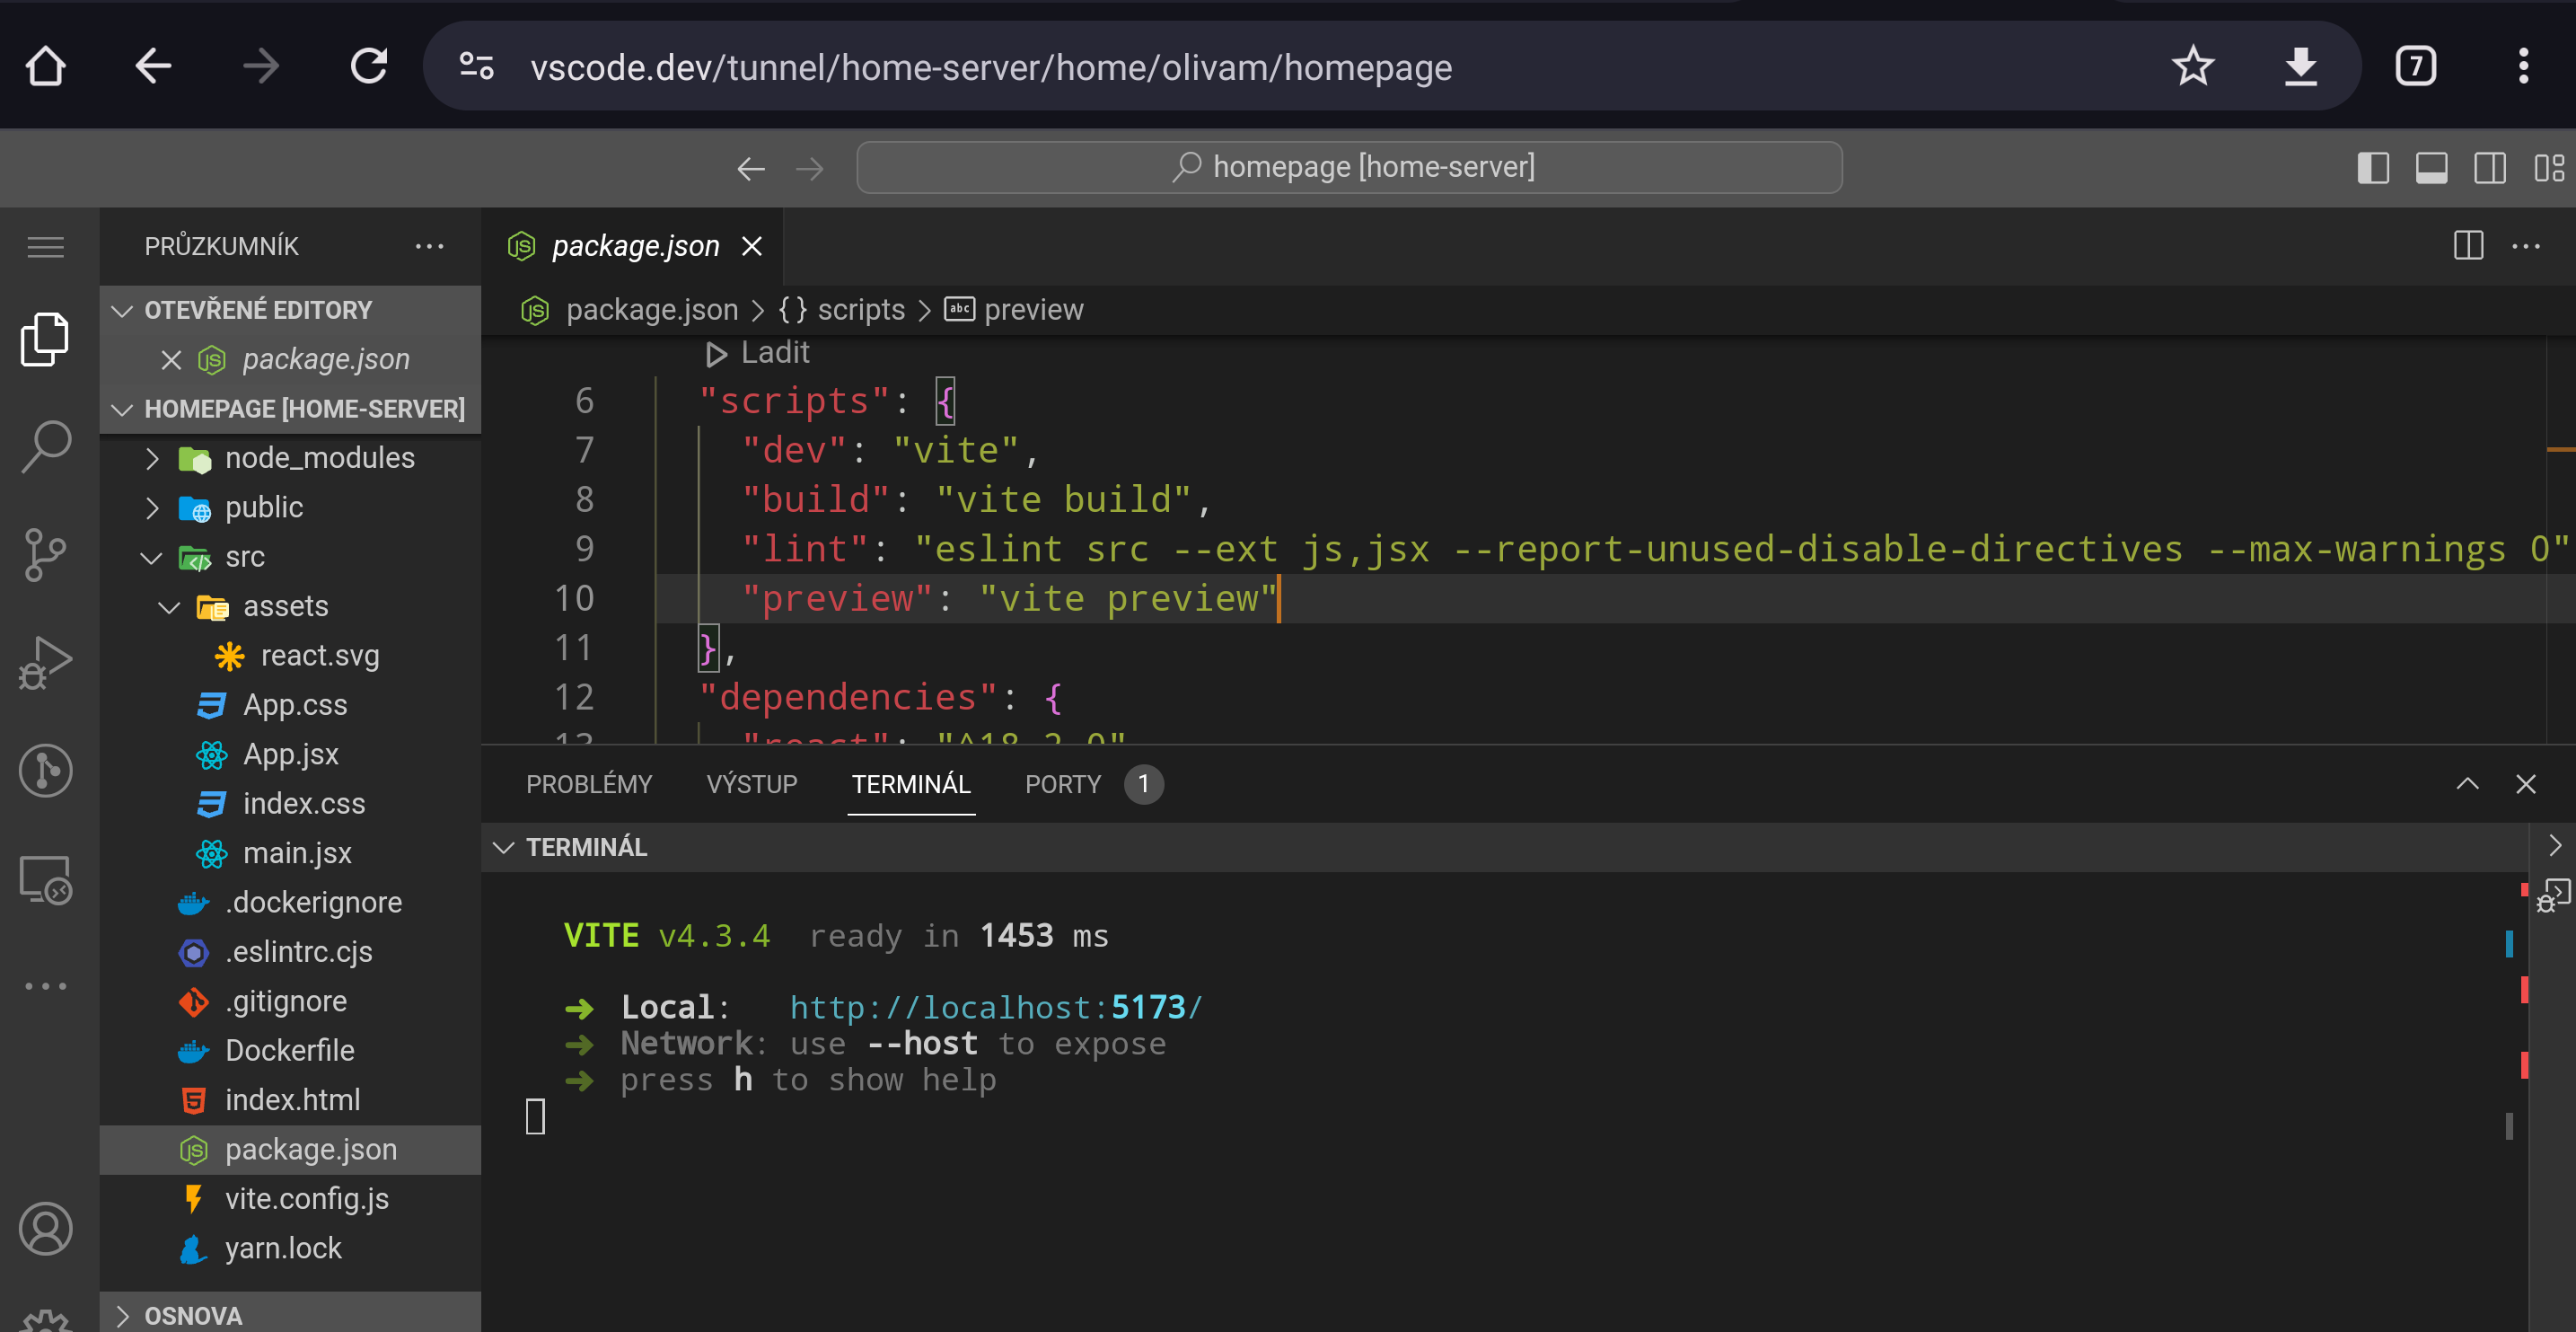 vscode.dev/tunnel/home-server/home/olivam/homepage
7
homepage [home-server]
PRŮZKUMNÍK
OTEVŘENÉ EDITORY
package.json
HOMEPAGE [HOME-SERVER]
node_modules
public
src
assets
react.svg
App.css
App.jsx
index.css
main.jsx
.dockerignore
.eslintrc.cjs
.gitignore
Dockerfile
index.html
package.json
vite.config.js
yarn.lock
OSNOVA
package.json
package.json > {} scripts > abc preview
Ladit
6 "scripts": {
7 "dev": "vite",
8 "build": "vite build",
9 "lint": "eslint src --ext js,jsx --report-unused-disable-directives --max-warnings 0"
10 "preview": "vite preview"
11 },
12 "dependencies": {
13 "react": "^18.2.0"
PROBLÉMY VÝSTUP TERMINÁL PORTY 1
TERMINÁL
VITE v4.3.4 ready in 1453 ms
➜ Local: http://localhost:5173/
➜ Network: use --host to expose
➜ press h to show help